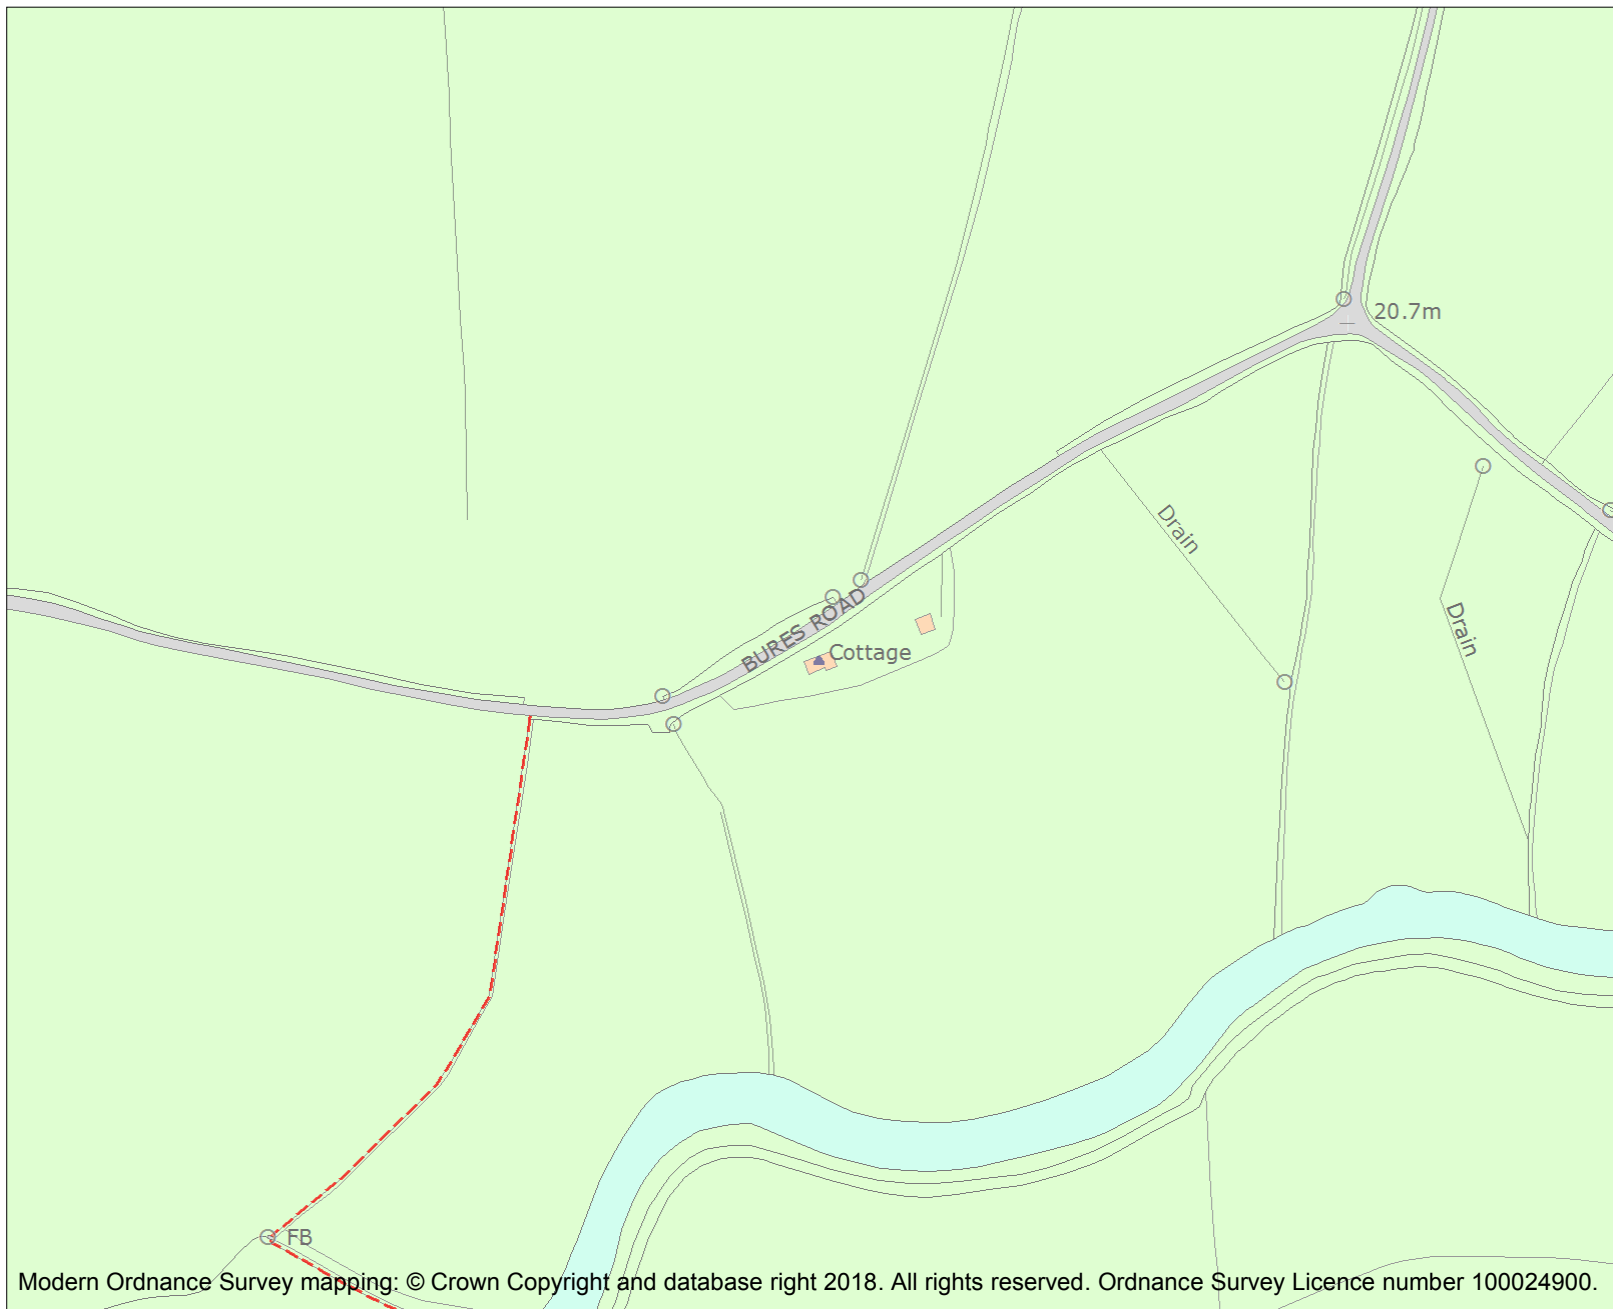 20.7m
Drain
BURES ROAD
Drain
Cottage
FB
Modern Ordnance Survey mapping: © Crown Copyright and database right 2018. All rights reserved. Ordnance Survey Licence number 100024900.